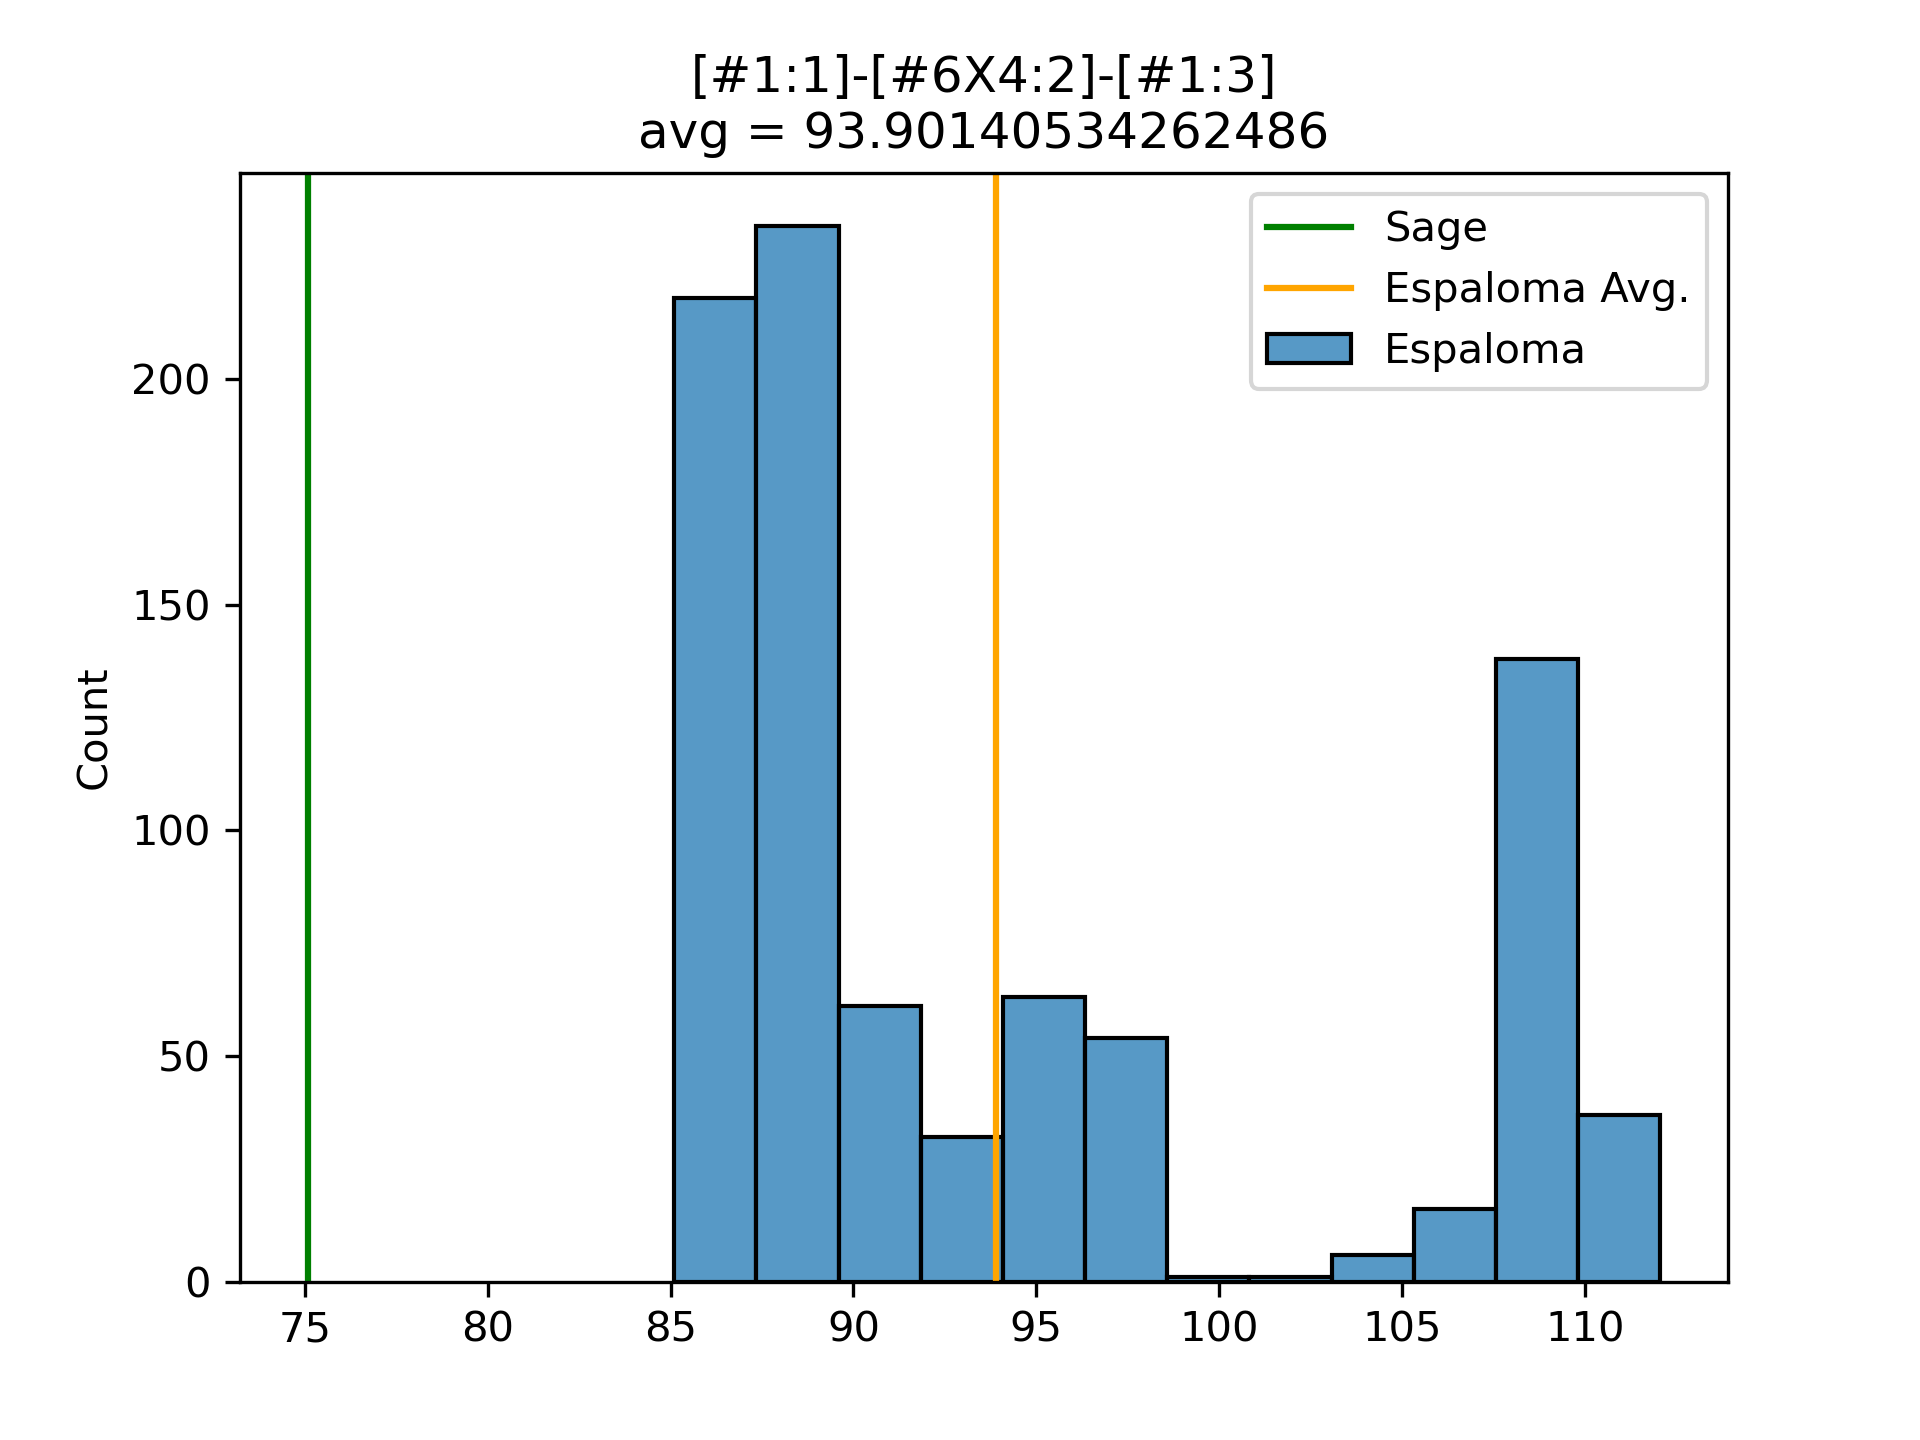 [#1:1]-[#6X4:2]-[#1:3]
avg = 93.90140534262486
Sage
Espaloma Avg.
Espaloma
Count
200
150
100
50
0
75 80 85 90 95 100 105 110